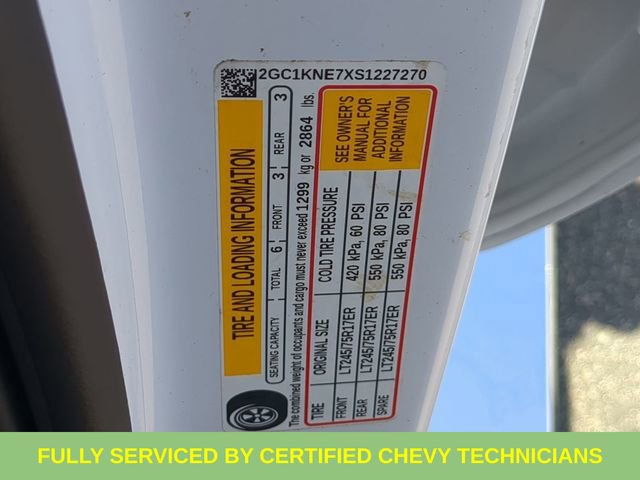 2GC1KNE7XS1227270
TIRE AND LOADING INFORMATION
SEATING CAPACITY TOTAL 6 FRONT 3 REAR 3
The combined weight of occupants and cargo must never exceed 1299 kg or 2864 lbs.
TIRE ORIGINAL SIZE COLD TIRE PRESSURE
FRONT LT245/75R17ER 420 kPa, 60 PSI
REAR LT245/75R17ER 550 kPa, 80 PSI
SPARE LT245/75R17ER 550 kPa, 80 PSI
SEE OWNER'S
MANUAL FOR
ADDITIONAL
INFORMATION
FULLY SERVICED BY CERTIFIED CHEVY TECHNICIANS